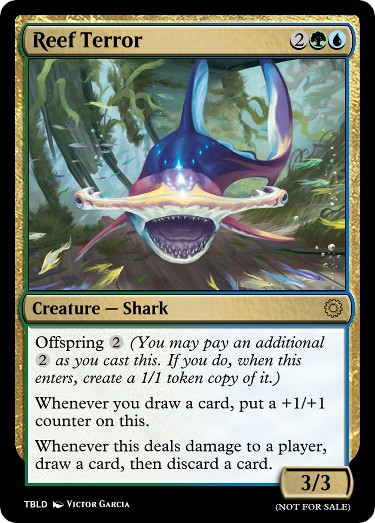 Reef Terror 2
Creature — Shark
Offspring 2 (You may pay an additional
2 as you cast this. If you do, when this
enters, create a 1/1 token copy of it.)
Whenever you draw a card, put a +1/+1
counter on this.
Whenever this deals damage to a player,
draw a card, then discard a card.
3/3
TBLD Victor Garcia
(NOT FOR SALE)